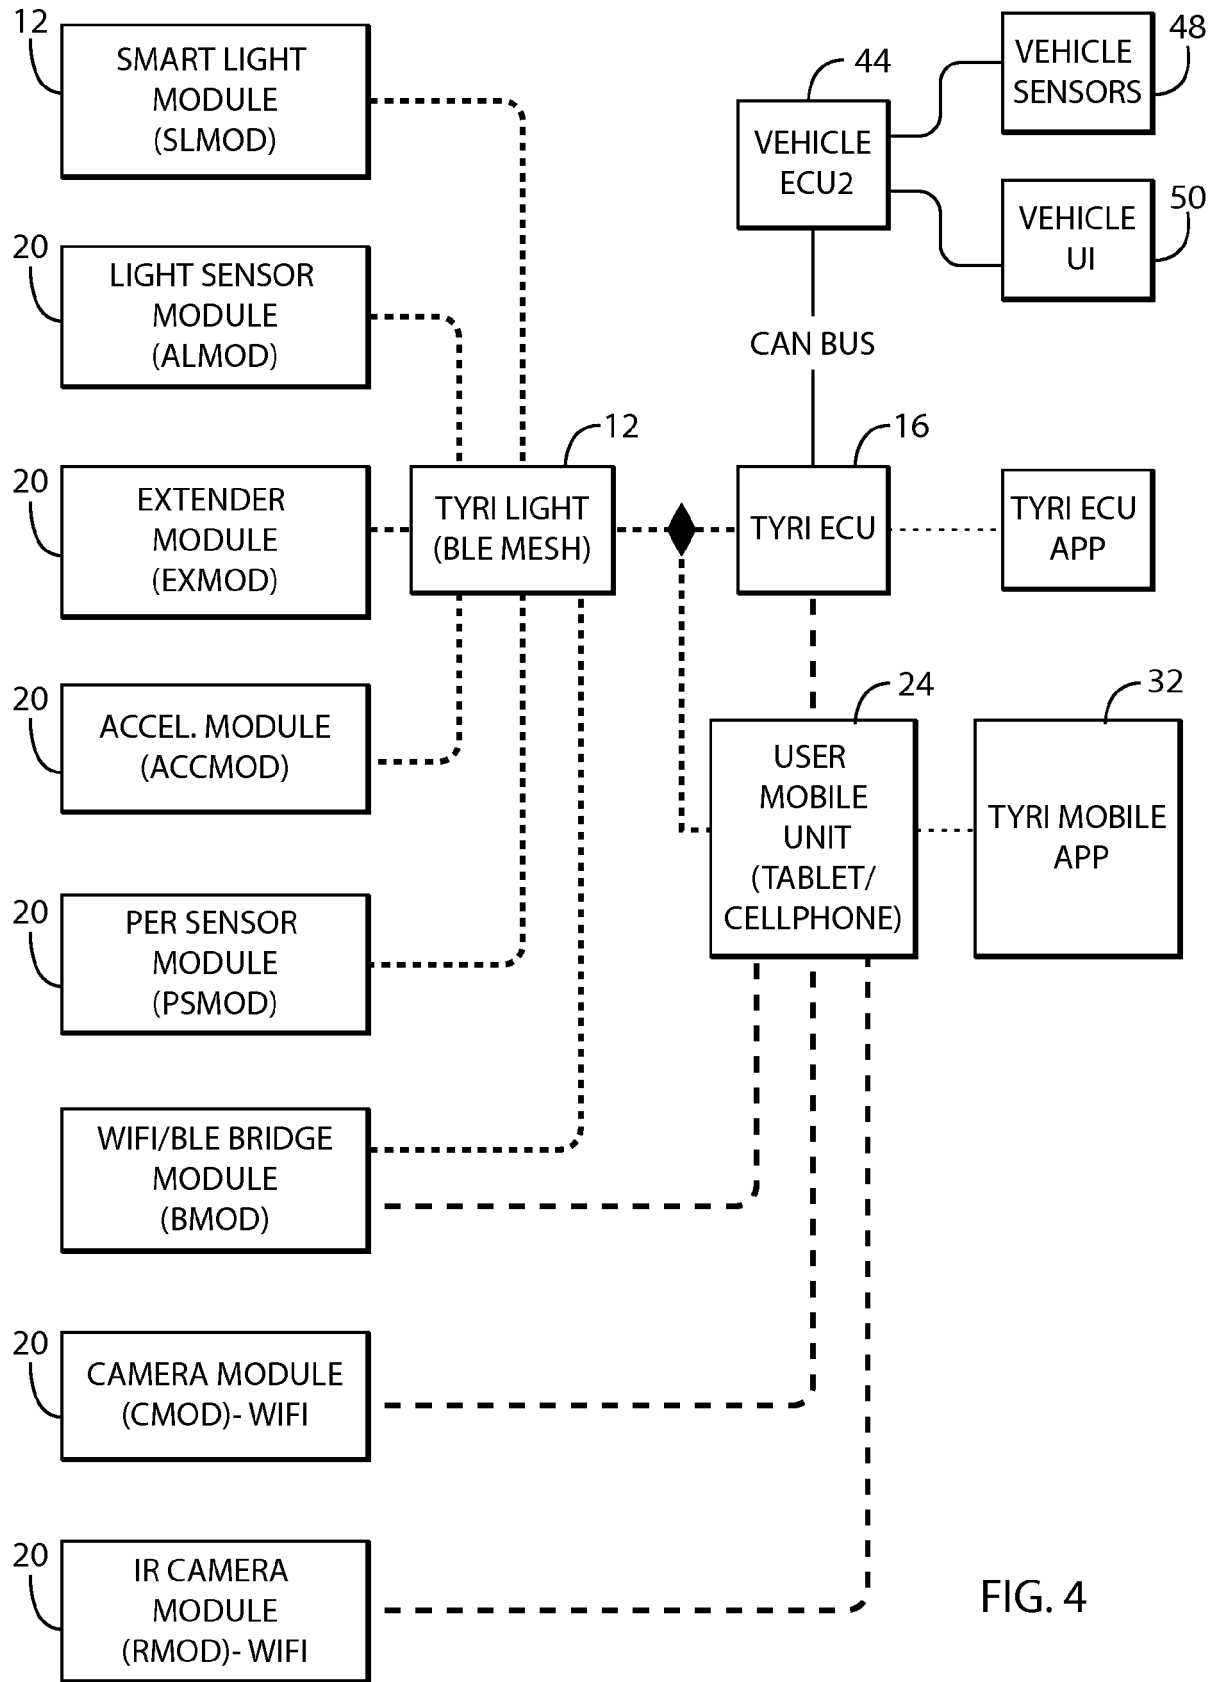 12
SMART LIGHT
MODULE
(SLMOD)
44
VEHICLE
ECU2
48
VEHICLE
SENSORS
50
VEHICLE
UI
20
LIGHT SENSOR
MODULE
(ALMOD)
CAN BUS
20
EXTENDER
MODULE
(EXMOD)
12
TYRI LIGHT
(BLE MESH)
16
TYRI ECU
TYRI ECU
APP
20
ACCEL. MODULE
(ACCMOD)
24
USER
MOBILE
UNIT
(TABLET/
CELLPHONE)
32
TYRI MOBILE
APP
20
PER SENSOR
MODULE
(PSMOD)
WIFI/BLE BRIDGE
MODULE
(BMOD)
20
CAMERA MODULE
(CMOD)- WIFI
20
IR CAMERA
MODULE
(RMOD)- WIFI
FIG. 4